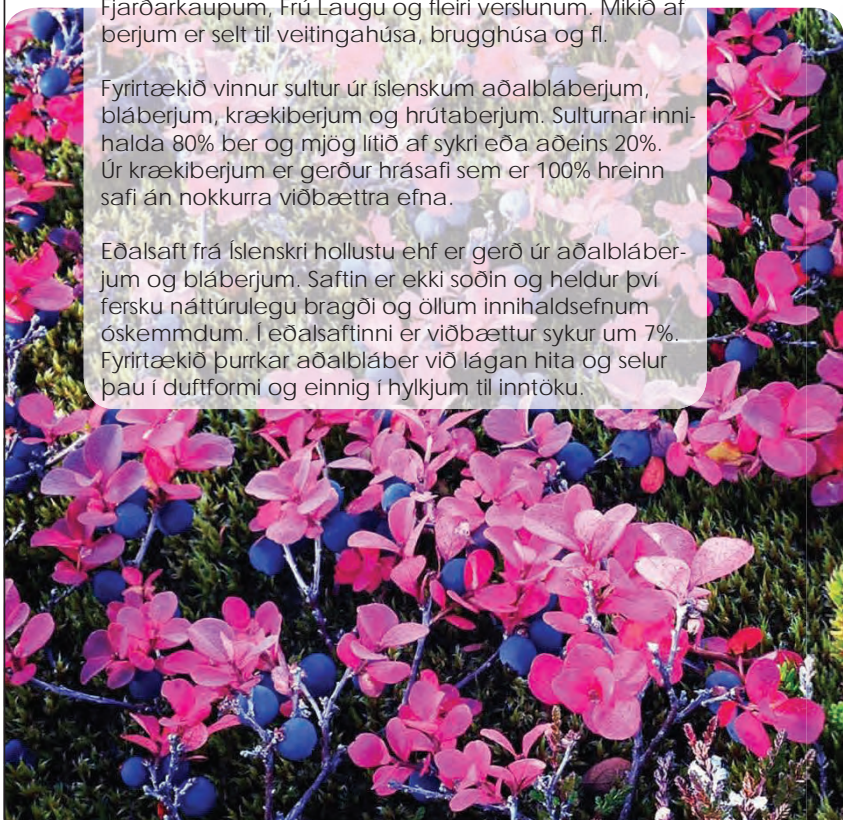 Fjarðarkaupum, Frú Laugu og fleiri verslunum. Mikið af
berjum er selt til veitingahúsa, brugghúsa og fl.
Fyrirtækið vinnur sultur úr íslenskum aðalbláberjum,
bláberjum, krækiberjum og hrútaberjum. Sulturnar inni-
halda 80% ber og mjög lítið af sykri eða aðeins 20%.
Úr krækiberjum er gerður hrásafi sem er 100% hreinn
safi án nokkurra viðbættra efna.
Eðalsaft frá Íslenskri hollustu ehf er gerð úr aðalbláber-
jum og bláberjum. Saftin er ekki soðin og heldur því
fersku náttúrulegu bragði og öllum innihaldsefnum
óskemmdum. Í eðalsaftinni er viðbættur sykur um 7%.
Fyrirtækið þurrkar aðalbláber við lágan hita og selur
þau í duftformi og einnig í hylkjum til inntöku.